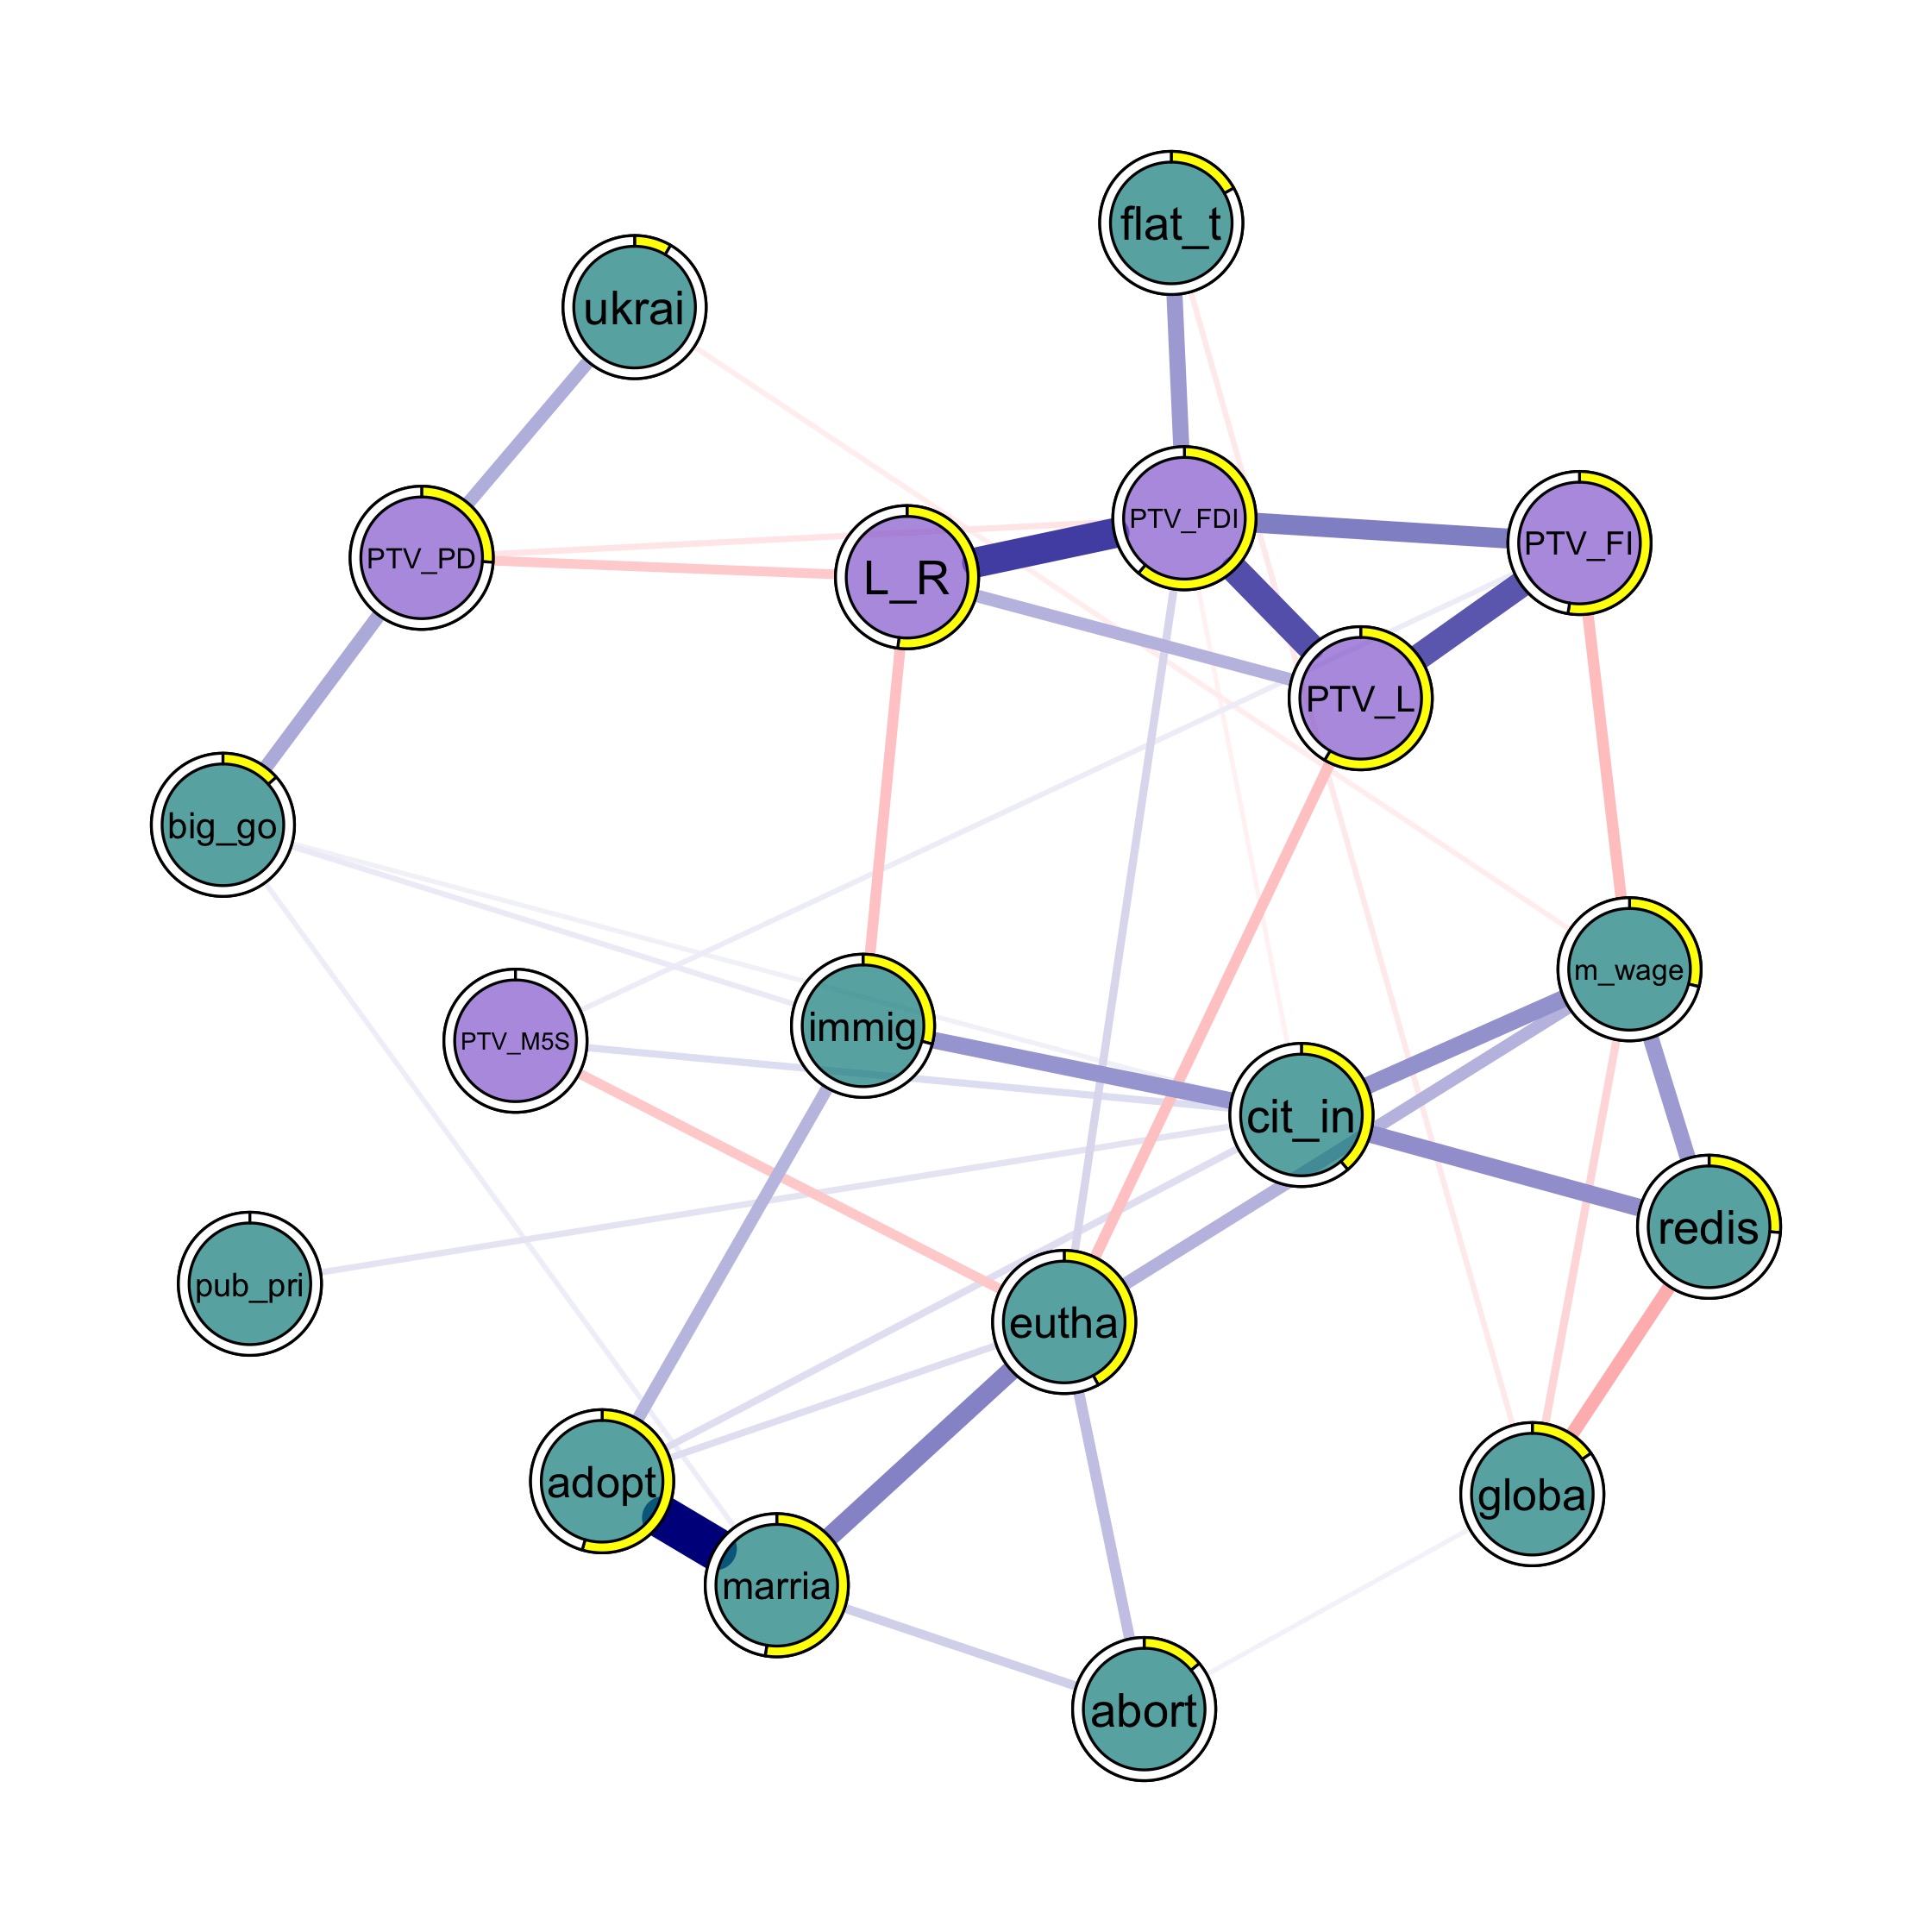 flat_t
ukrai
PTV_FDI
PTV_FI
PTV_PD
L_R
PTV_L
big_go
m_wage
immig
PTV_M5S
cit_in
redis
pub_pri
eutha
adopt
globa
marria
abort